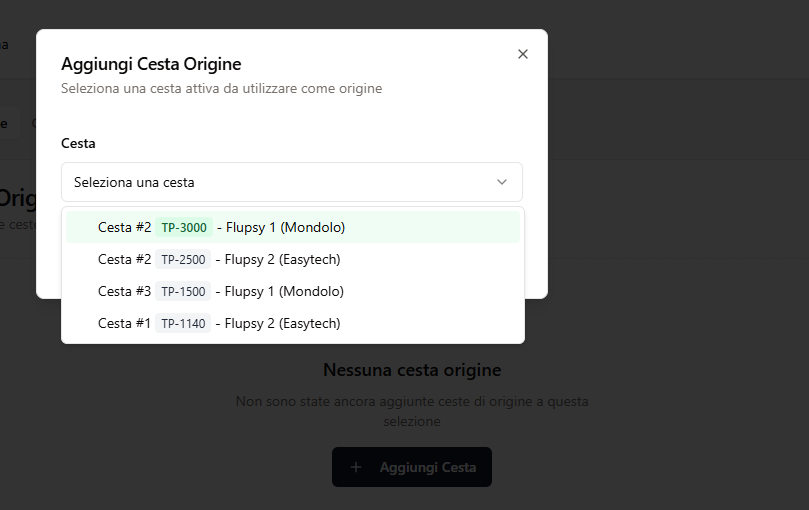 Aggiungi Cesta Origine
Seleziona una cesta attiva da utilizzare come origine
Cesta
Seleziona una cesta
Cesta #2 TP-3000 - Flupsy 1 (Mondolo)
Cesta #2 TP-2500 - Flupsy 2 (Easytech)
Cesta #3 TP-1500 - Flupsy 1 (Mondolo)
Cesta #1 TP-1140 - Flupsy 2 (Easytech)
Nessuna cesta origine
Non sono state ancora aggiunte ceste di origine a questa
selezione
+ Aggiungi Cesta